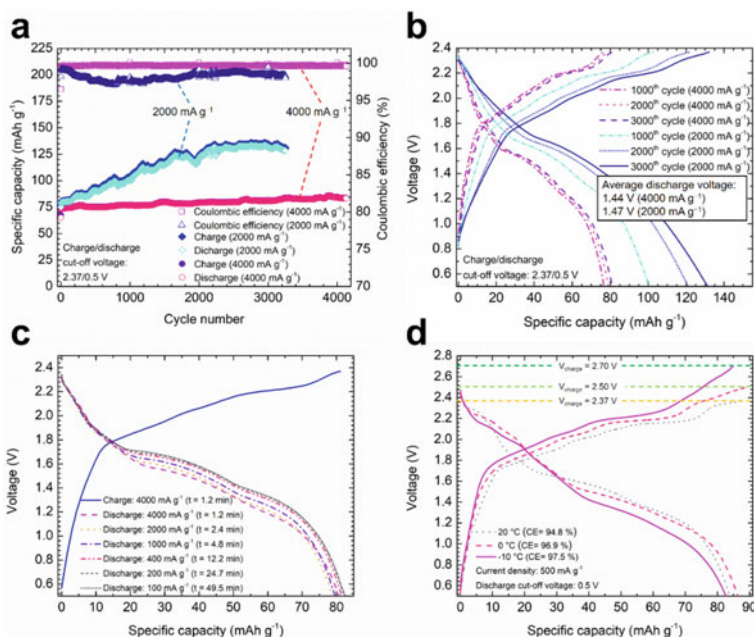 a
225
200
175
150
125
100
75
50
25
0
Specific capacity (mAh g⁻¹)
100
95
90
85
80
75
70
Coulombic efficiency (%)
2000 mA g⁻¹
4000 mA g⁻¹
Coulombic efficiency (4000 mA g⁻¹)
Coulombic efficiency (2000 mA g⁻¹)
Charge (2000 mA g⁻¹)
Dicharge (2000 mA g⁻¹)
Charge (4000 mA g⁻¹)
Discharge (4000 mA g⁻¹)
Charge/discharge
cut-off voltage:
2.37/0.5 V
0 1000 2000 3000 4000
Cycle number
b
2.4
2.1
1.8
1.5
1.2
0.9
0.6
Voltage (V)
1000th cycle (4000 mA g⁻¹)
2000th cycle (4000 mA g⁻¹)
3000th cycle (4000 mA g⁻¹)
1000th cycle (2000 mA g⁻¹)
2000th cycle (2000 mA g⁻¹)
3000th cycle (2000 mA g⁻¹)
Average discharge voltage:
1.44 V (4000 mA g⁻¹)
1.47 V (2000 mA g⁻¹)
Charge/discharge
cut-off voltage:
2.37/0.5 V
0 20 40 60 80 100 120 140
Specific capacity (mAh g⁻¹)
c
2.4
2.2
2.0
1.8
1.6
1.4
1.2
1.0
0.8
0.6
Voltage (V)
Charge: 4000 mA g⁻¹ (t = 1.2 min)
Discharge: 4000 mA g⁻¹ (t = 1.2 min)
Discharge: 2000 mA g⁻¹ (t = 2.4 min)
Discharge: 1000 mA g⁻¹ (t = 4.8 min)
Discharge: 400 mA g⁻¹ (t = 12.2 min)
Discharge: 200 mA g⁻¹ (t = 24.7 min)
Discharge: 100 mA g⁻¹ (t = 49.5 min)
0 10 20 30 40 50 60 70 80
Specific capacity (mAh g⁻¹)
d
2.8
2.6
2.4
2.2
2.0
1.8
1.6
1.4
1.2
1.0
0.8
0.6
Voltage (V)
Vcharge = 2.70 V
Vcharge = 2.50 V
Vcharge = 2.37 V
20 °C (CE= 94.8 %)
0 °C (CE= 96.9 %)
-10 °C (CE= 97.5 %)
Current density: 500 mA g⁻¹
Discharge cut-off voltage: 0.5 V
0 10 20 30 40 50 60 70 80 90
Specific capacity (mAh g⁻¹)